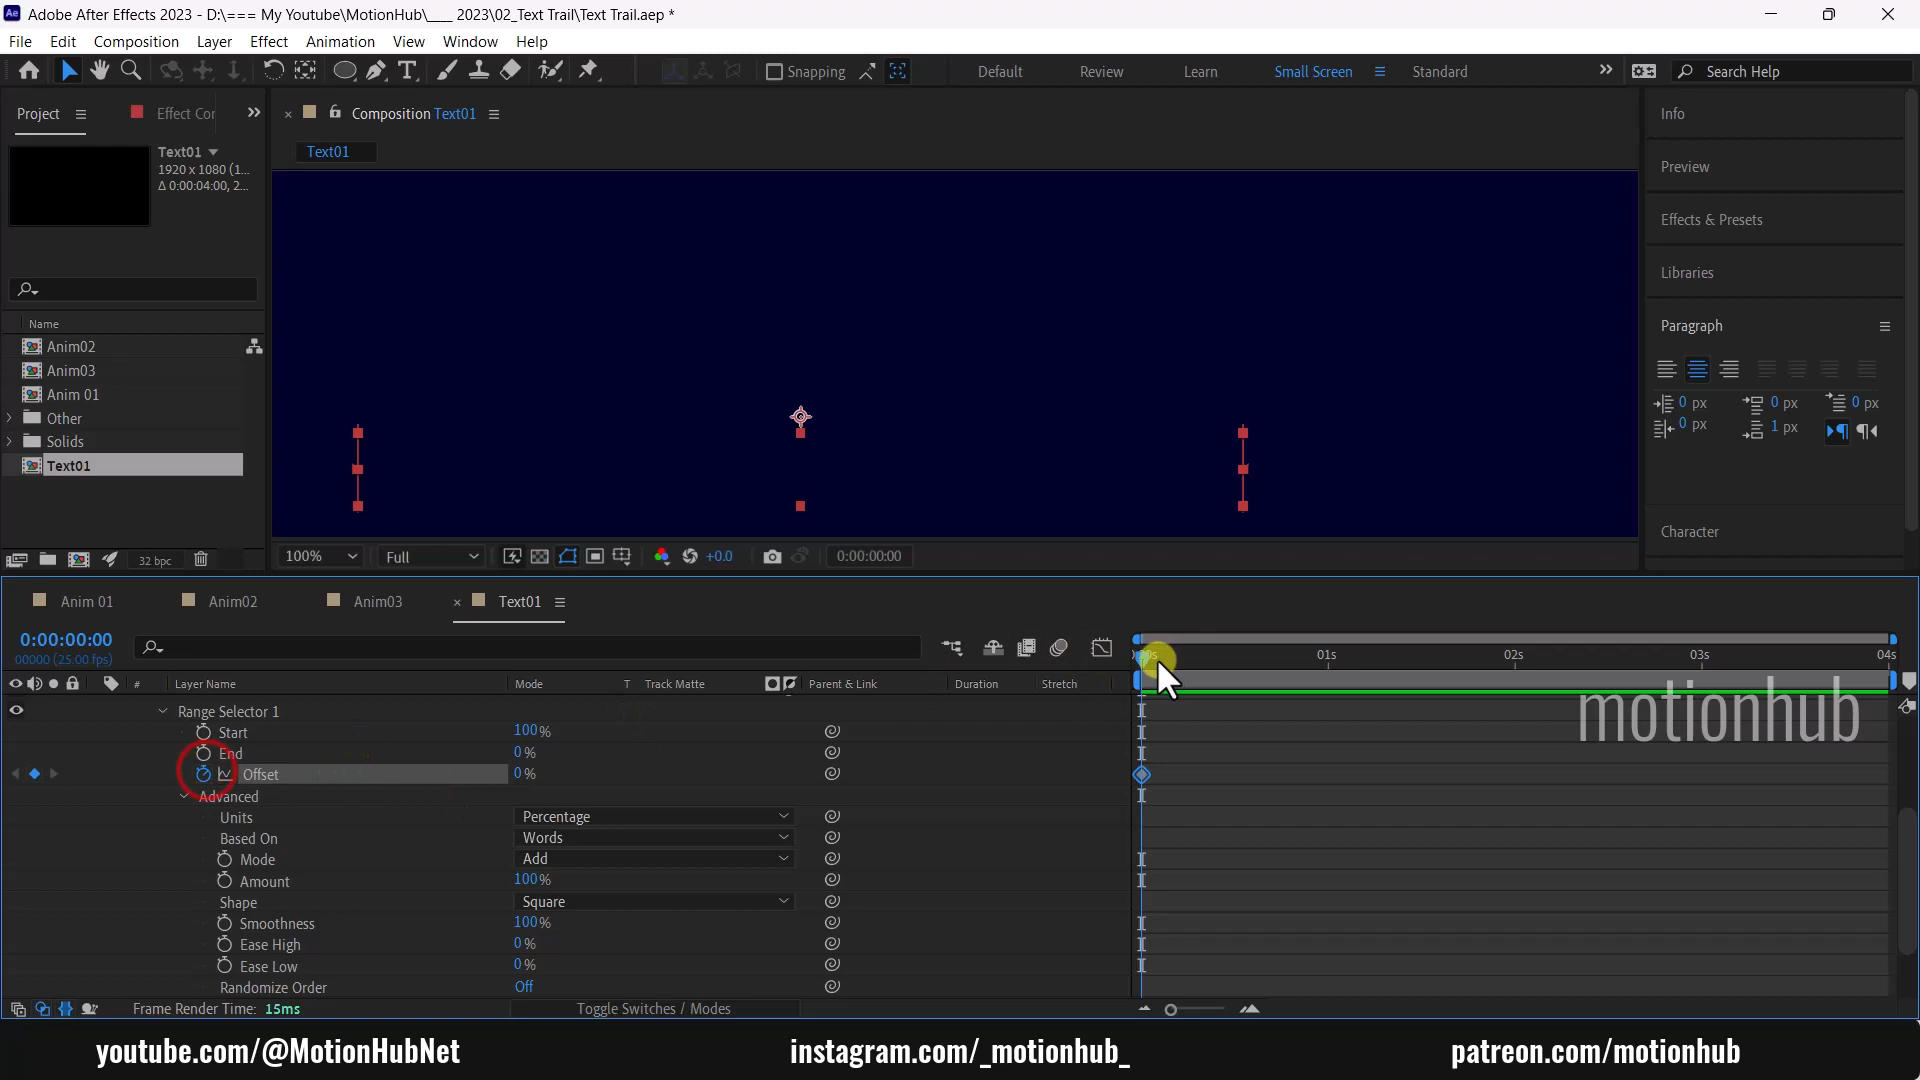 Adobe After Effects 2023 - D:\=== My Youtube\MotionHub\____ 2023\02_Text Trail\Text Trail.aep *
File Edit Composition Layer Effect Animation View Window Help
Snapping Default Review Learn Small Screen Standard Search Help
Project Effect Cor
Composition Text01
Info
Text01
1920 x 1080 (1...
Δ 0:00:04:00, 2...
Text01
Preview
Effects & Presets
Libraries
Name
Anim02
Anim03
Anim 01
Other
Solids
Text01
Paragraph
0 px 0 px 0 px
0 px 1 px
Character
32 bpc
100% Full +0.0 0:00:00:00
Anim 01 Anim02 Anim03 Text01
0:00:00:00
00000 (25.00 fps)
01s 02s 03s 04s
# Layer Name Mode T Track Matte Parent & Link Duration Stretch
Range Selector 1
Start 100%
End 0%
Offset 0%
Advanced
Units Percentage
Based On Words
Mode Add
Amount 100%
Shape Square
Smoothness 100%
Ease High 0%
Ease Low 0%
Randomize Order Off
Frame Render Time: 15ms Toggle Switches / Modes
motionhub
youtube.com/@MotionHubNet instagram.com/_motionhub_ patreon.com/motionhub